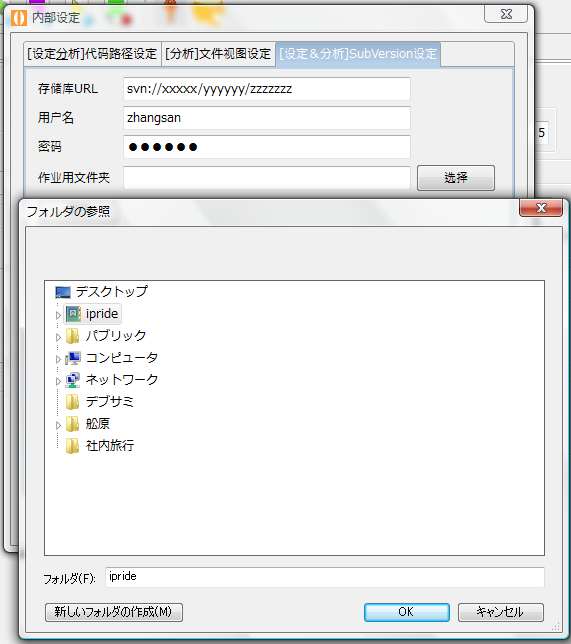 内部设定
[设定分析]代码路径设定 [分析]文件视图设定 [设定＆分析]SubVersion设定
存储库URL svn://xxxxx/yyyyyy/zzzzzzz
用户名 zhangsan
5
密码 ●●●●●●
作业用文件夹 选择
フォルダの参照
デスクトップ
ipride
パブリック
コンピュータ
ネットワーク
デブサミ
舩原
社内旅行
フォルダ(F): ipride
新しいフォルダの作成(M) OK キャンセル